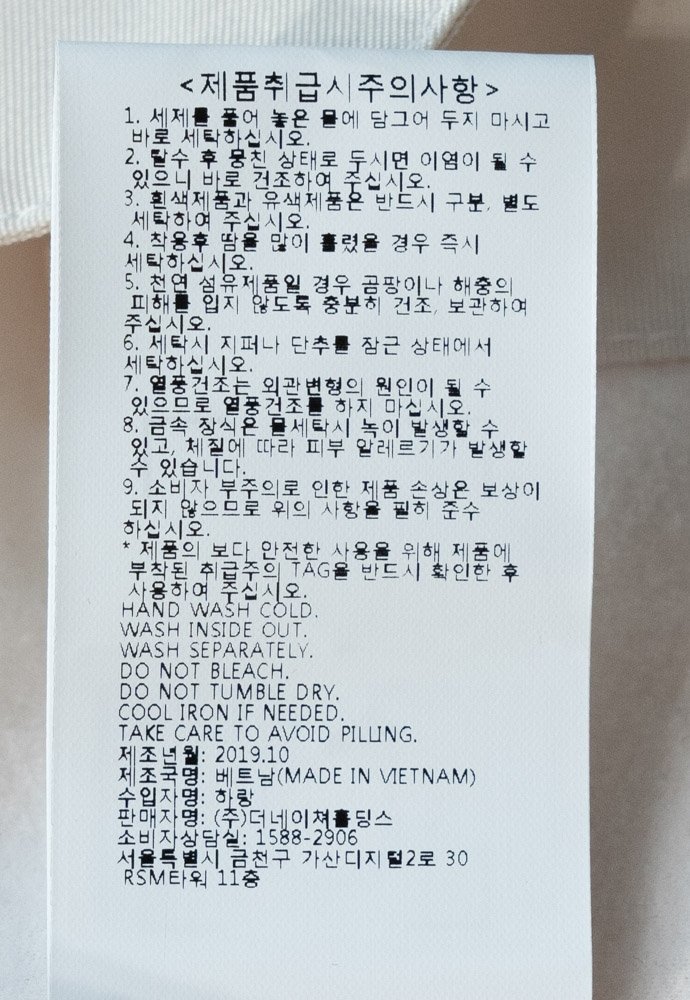 <제품취급시주의사항>
1. 세제를 풀어 놓은 물에 담그어 두지 마시고
바로 세탁하십시오.
2. 탈수 후 뭉친 상태로 두시면 이염이 될 수
있으니 바로 건조하여 주십시오.
3. 흰색제품과 유색제품은 반드시 구분, 별도
세탁하여 주십시오.
4. 착용후 땀을 많이 흘렸을 경우 즉시
세탁하십시오.
5. 천연 섬유제품일 경우 곰팡이나 해충의
피해를 입지 않도록 충분히 건조, 보관하여
주십시오.
6. 세탁시 지퍼나 단추를 잠근 상태에서
세탁하십시오.
7. 열풍건조는 외관변형의 원인이 될 수
있으므로 열풍건조를 하지 마십시오.
8. 금속 장식은 물세탁시 녹이 발생할 수
있고, 체질에 따라 피부 알레르기가 발생할
수 있습니다.
9. 소비자 부주의로 인한 제품 손상은 보상이
되지 않으므로 위의 사항을 필히 준수
하십시오.
* 제품의 보다 안전한 사용을 위해 제품에
부착된 취급주의 TAG을 반드시 확인한 후
사용하여 주십시오.
HAND WASH COLD.
WASH INSIDE OUT.
WASH SEPARATELY.
DO NOT BLEACH.
DO NOT TUMBLE DRY.
COOL IRON IF NEEDED.
TAKE CARE TO AVOID PILLING.
제조년월: 2019.10
제조국명: 베트남(MADE IN VIETNAM)
수입자명: 하랑
판매자명: (주)더네이쳐홀딩스
소비자상담실: 1588-2906
서울특별시 금천구 가산디지털2로 30
RSM타워 11층